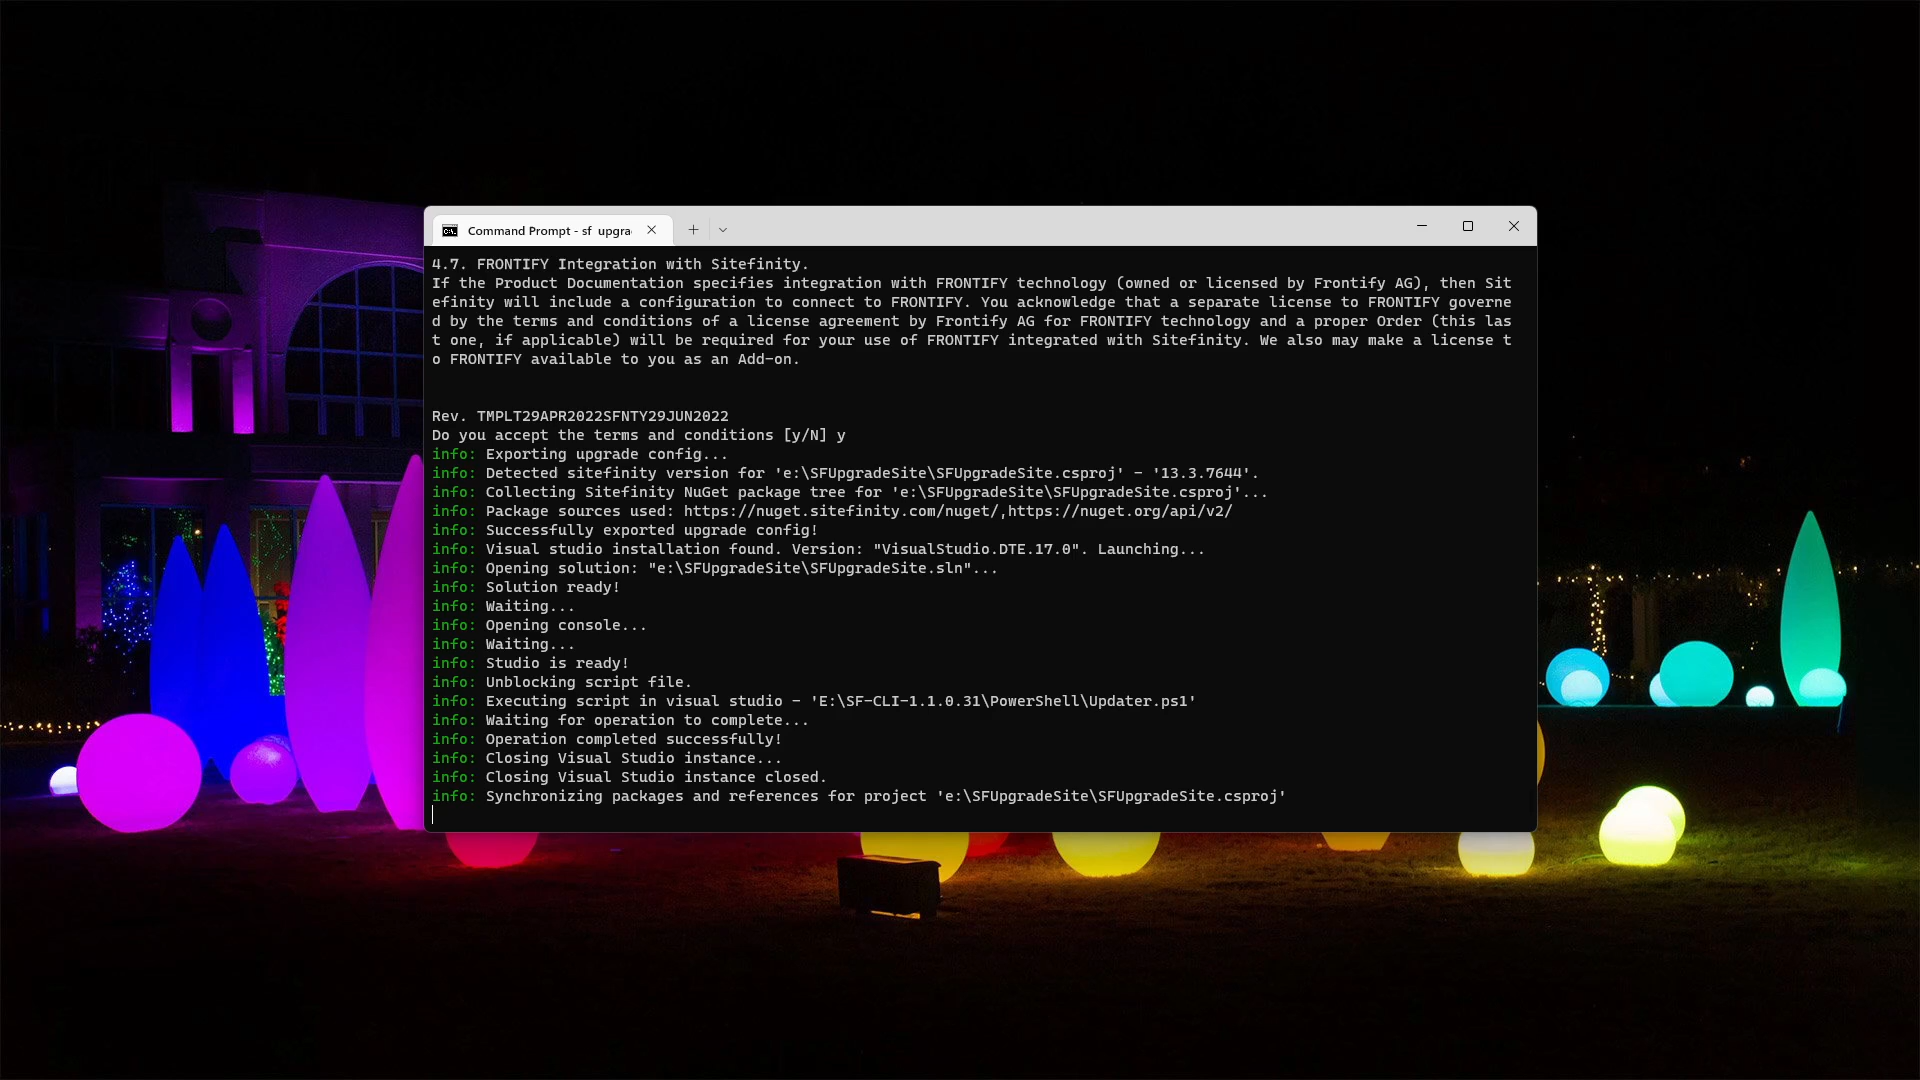 Command Prompt - sf upgra
4.7. FRONTIFY Integration with Sitefinity.
If the Product Documentation specifies integration with FRONTIFY technology (owned or licensed by Frontify AG), then Sit
efinity will include a configuration to connect to FRONTIFY. You acknowledge that a separate license to FRONTIFY governe
d by the terms and conditions of a license agreement by Frontify AG for FRONTIFY technology and a proper Order (this las
t one, if applicable) will be required for your use of FRONTIFY integrated with Sitefinity. We also may make a license t
o FRONTIFY available to you as an Add-on.
Rev. TMPLT29APR2022SFNTY29JUN2022
Do you accept the terms and conditions [y/N] y
info: Exporting upgrade config...
info: Detected sitefinity version for 'e:\SFUpgradeSite\SFUpgradeSite.csproj' - '13.3.7644'.
info: Collecting Sitefinity NuGet package tree for 'e:\SFUpgradeSite\SFUpgradeSite.csproj'...
info: Package sources used: https://nuget.sitefinity.com/nuget/,https://nuget.org/api/v2/
info: Successfully exported upgrade config!
info: Visual studio installation found. Version: "VisualStudio.DTE.17.0". Launching...
info: Opening solution: "e:\SFUpgradeSite\SFUpgradeSite.sln"...
info: Solution ready!
info: Waiting...
info: Opening console...
info: Waiting...
info: Studio is ready!
info: Unblocking script file.
info: Executing script in visual studio - 'E:\SF-CLI-1.1.0.31\PowerShell\Updater.ps1'
info: Waiting for operation to complete...
info: Operation completed successfully!
info: Closing Visual Studio instance...
info: Closing Visual Studio instance closed.
info: Synchronizing packages and references for project 'e:\SFUpgradeSite\SFUpgradeSite.csproj'